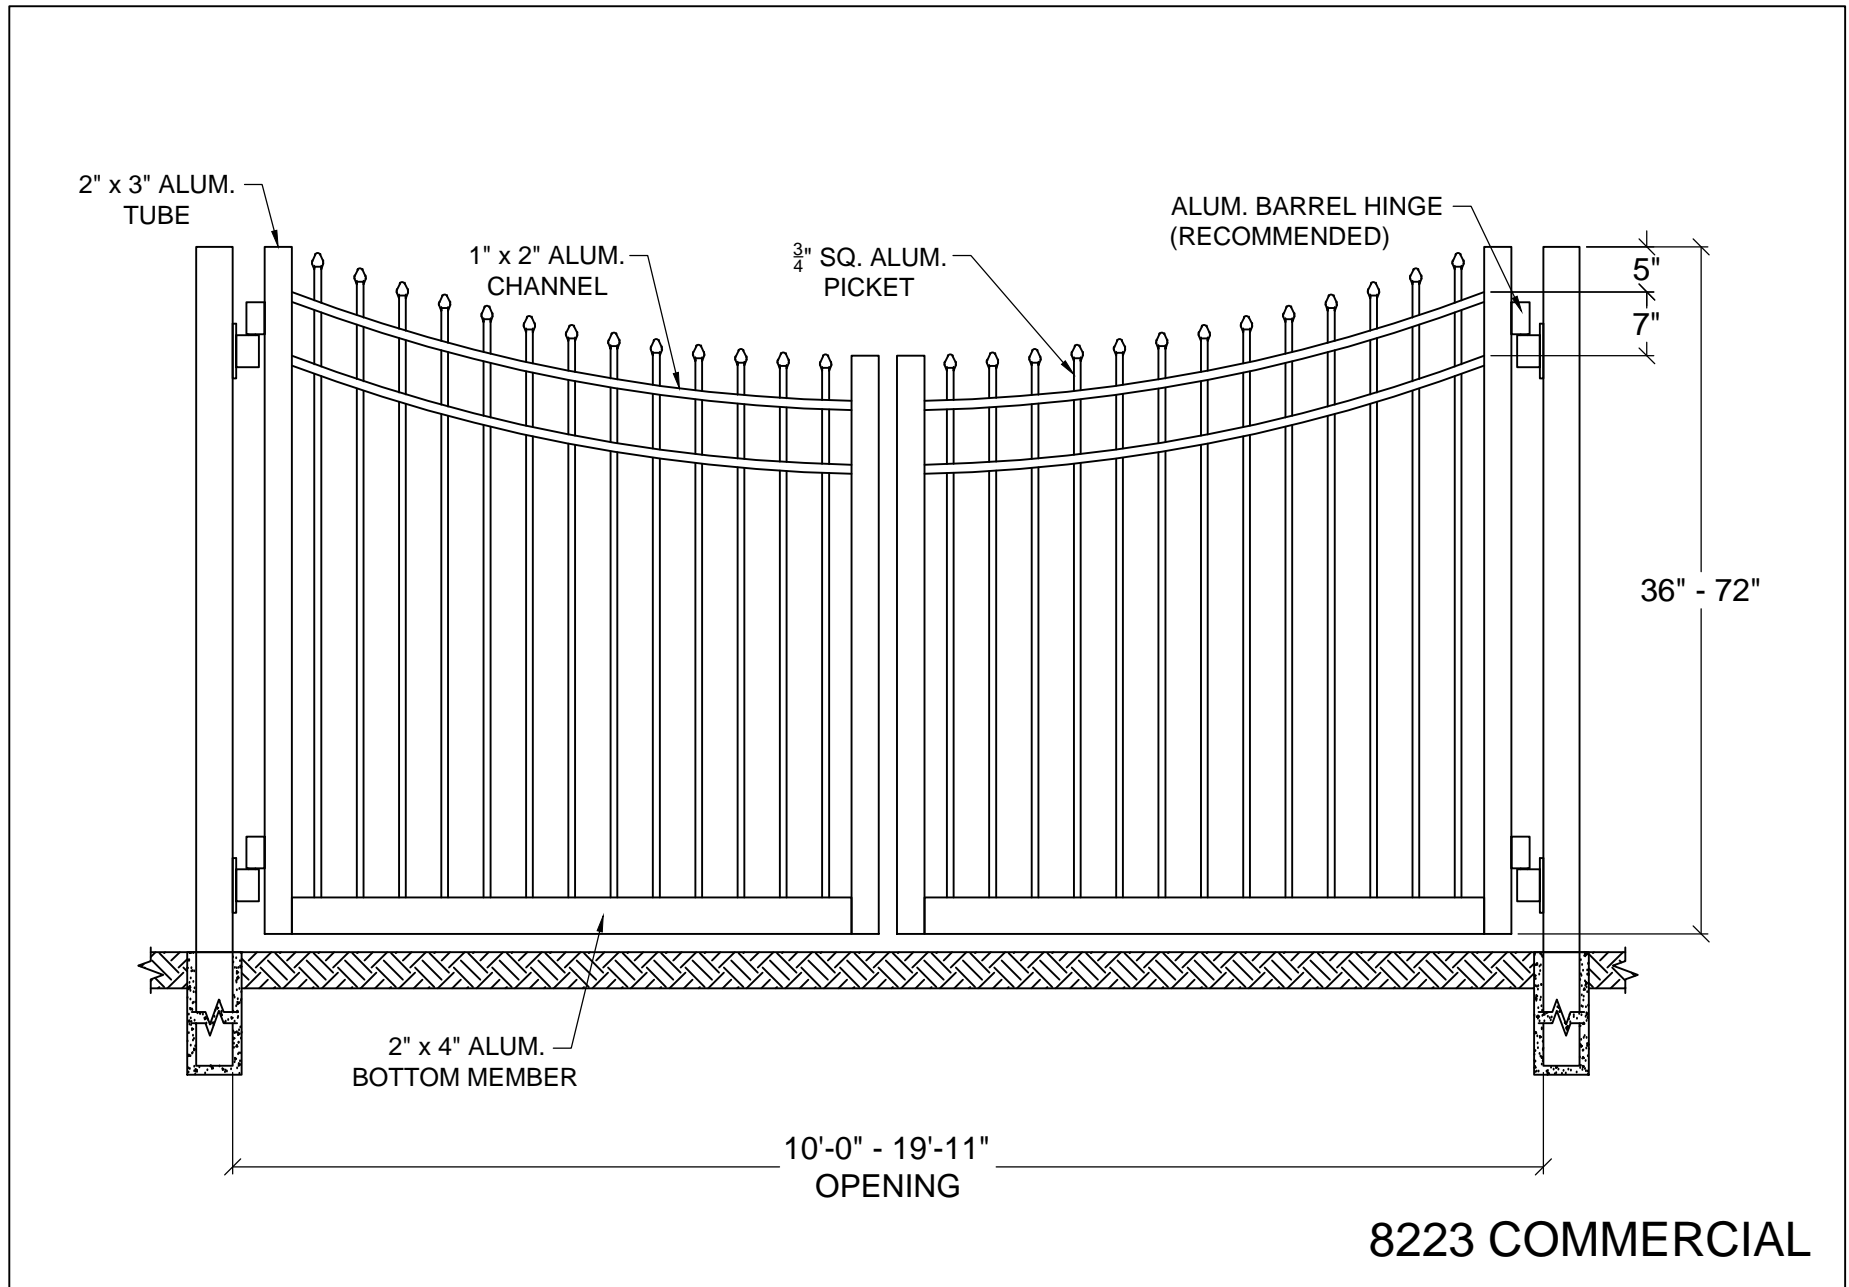 2" x 3" ALUM.
TUBE
1" x 2" ALUM.
CHANNEL
3/4" SQ. ALUM.
PICKET
ALUM. BARREL HINGE
(RECOMMENDED)
5"
7"
36" - 72"
2" x 4" ALUM.
BOTTOM MEMBER
10'-0" - 19'-11"
OPENING
8223 COMMERCIAL